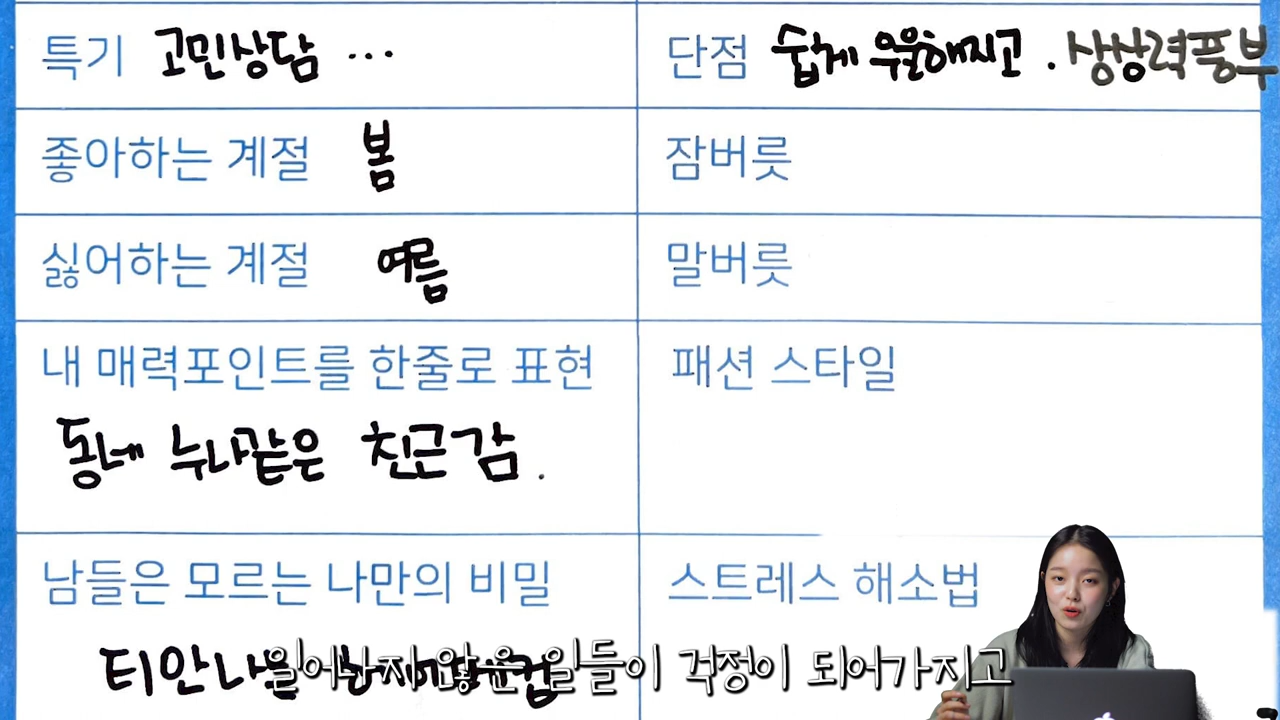 특기 고민상담 ...
단점 쉽게 우울해지고. 상상력풍부
좋아하는 계절 봄
잠버릇
싫어하는 계절 여름
말버릇
내 매력포인트를 한줄로 표현
동네 누나같은 친근감.
패션 스타일
남들은 모르는 나만의 비밀
티안나는
스트레스 해소법
일어나지 않은 일들이 걱정이 되어가지고